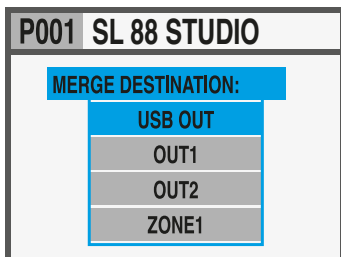 P001 SL 88 STUDIO
MERGE DESTINATION:
USB OUT
OUT1
OUT2
ZONE1